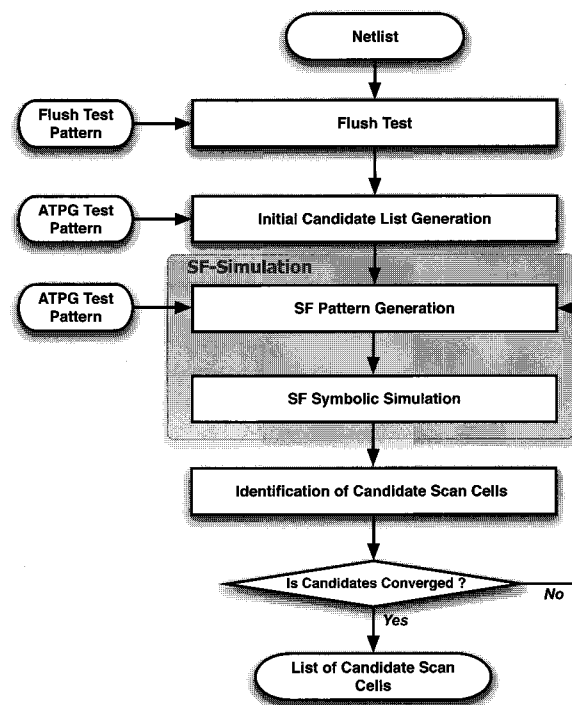 Netlist
Flush Test
Pattern
Flush Test
ATPG Test
Pattern
Initial Candidate List Generation
SF-Simulation
ATPG Test
Pattern
SF Pattern Generation
SF Symbolic Simulation
Identification of Candidate Scan Cells
Is Candidates Converged ?
No
Yes
List of Candidate Scan
Cells